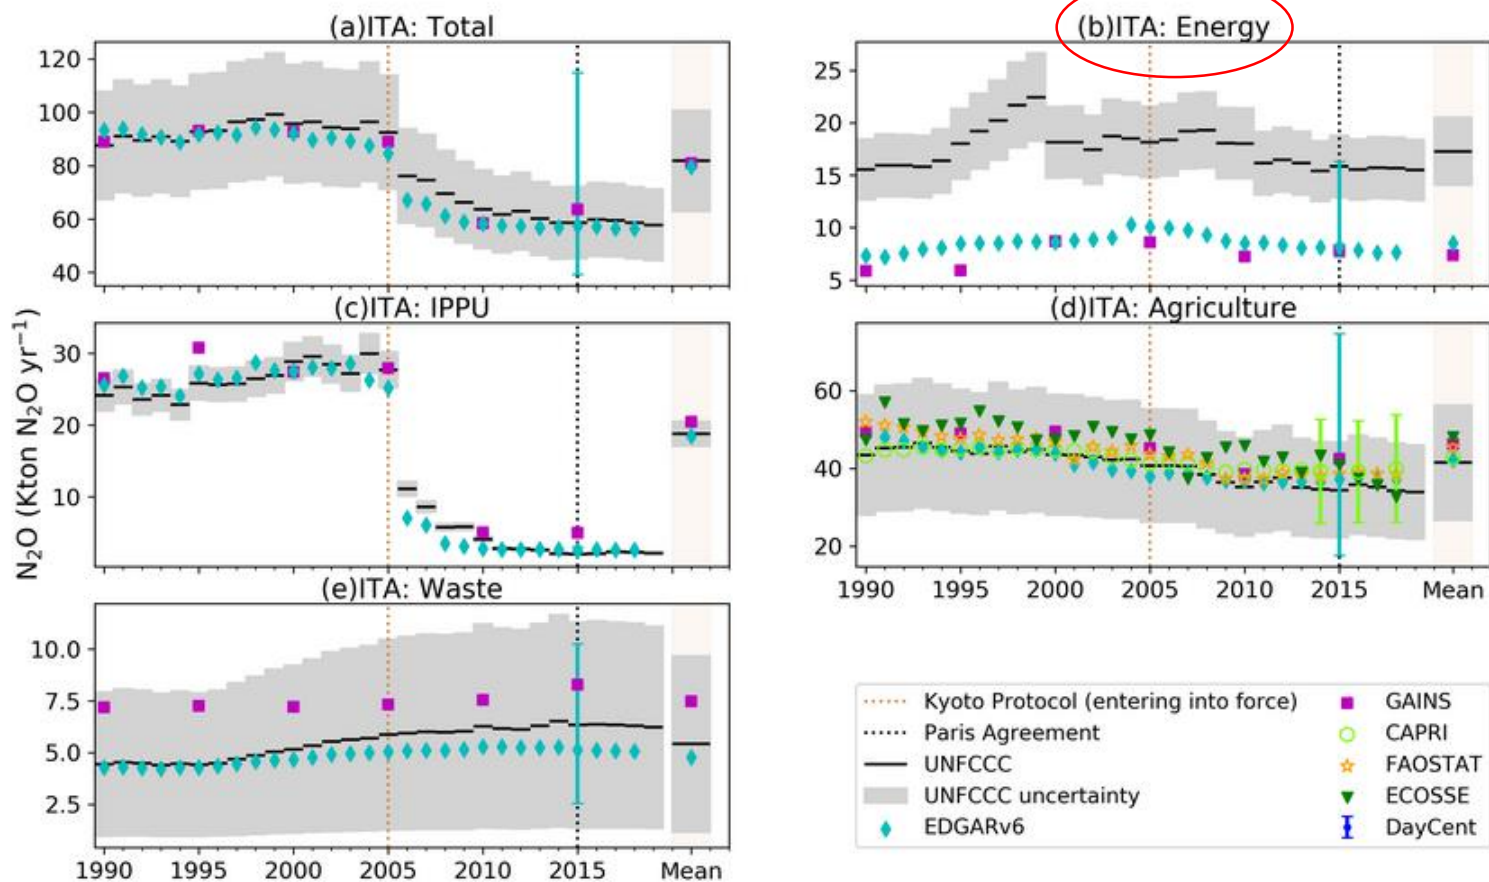 (a)ITA: Total
120
100
80
60
40
(b)ITA: Energy
25
20
15
10
5
N₂O (Kton N₂O yr⁻¹)
(c)ITA: IPPU
30
20
10
(d)ITA: Agriculture
60
40
20
1990 1995 2000 2005 2010 2015 Mean
(e)ITA: Waste
10.0
7.5
5.0
2.5
1990 1995 2000 2005 2010 2015 Mean
Kyoto Protocol (entering into force)
Paris Agreement
UNFCCC
UNFCCC uncertainty
EDGARv6
GAINS
CAPRI
FAOSTAT
ECOSSE
DayCent